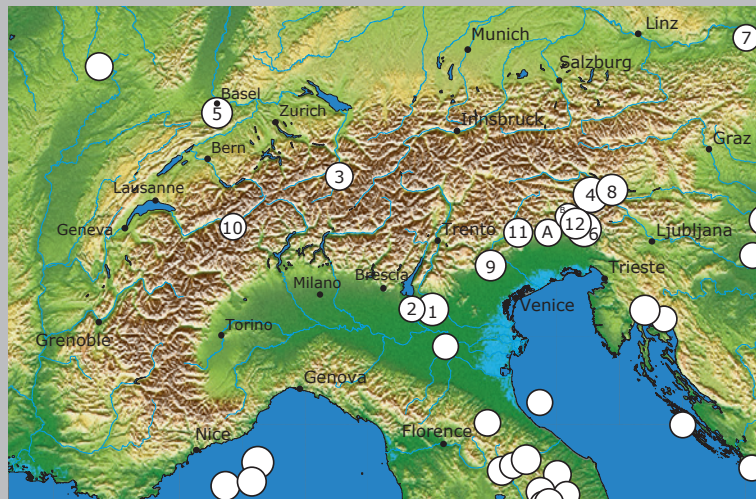 Linz
Munich
7
Salzburg
Basel
5
Zurich
Innsbruck
Graz
Bern
3
Lausanne
4
8
6
12
6
10
11
A
Geneva
Trento
Ljubljana
9
Trieste
Brescia
Milano
2
1
Venice
Grenoble
Torino
Genova
Nice
Florence